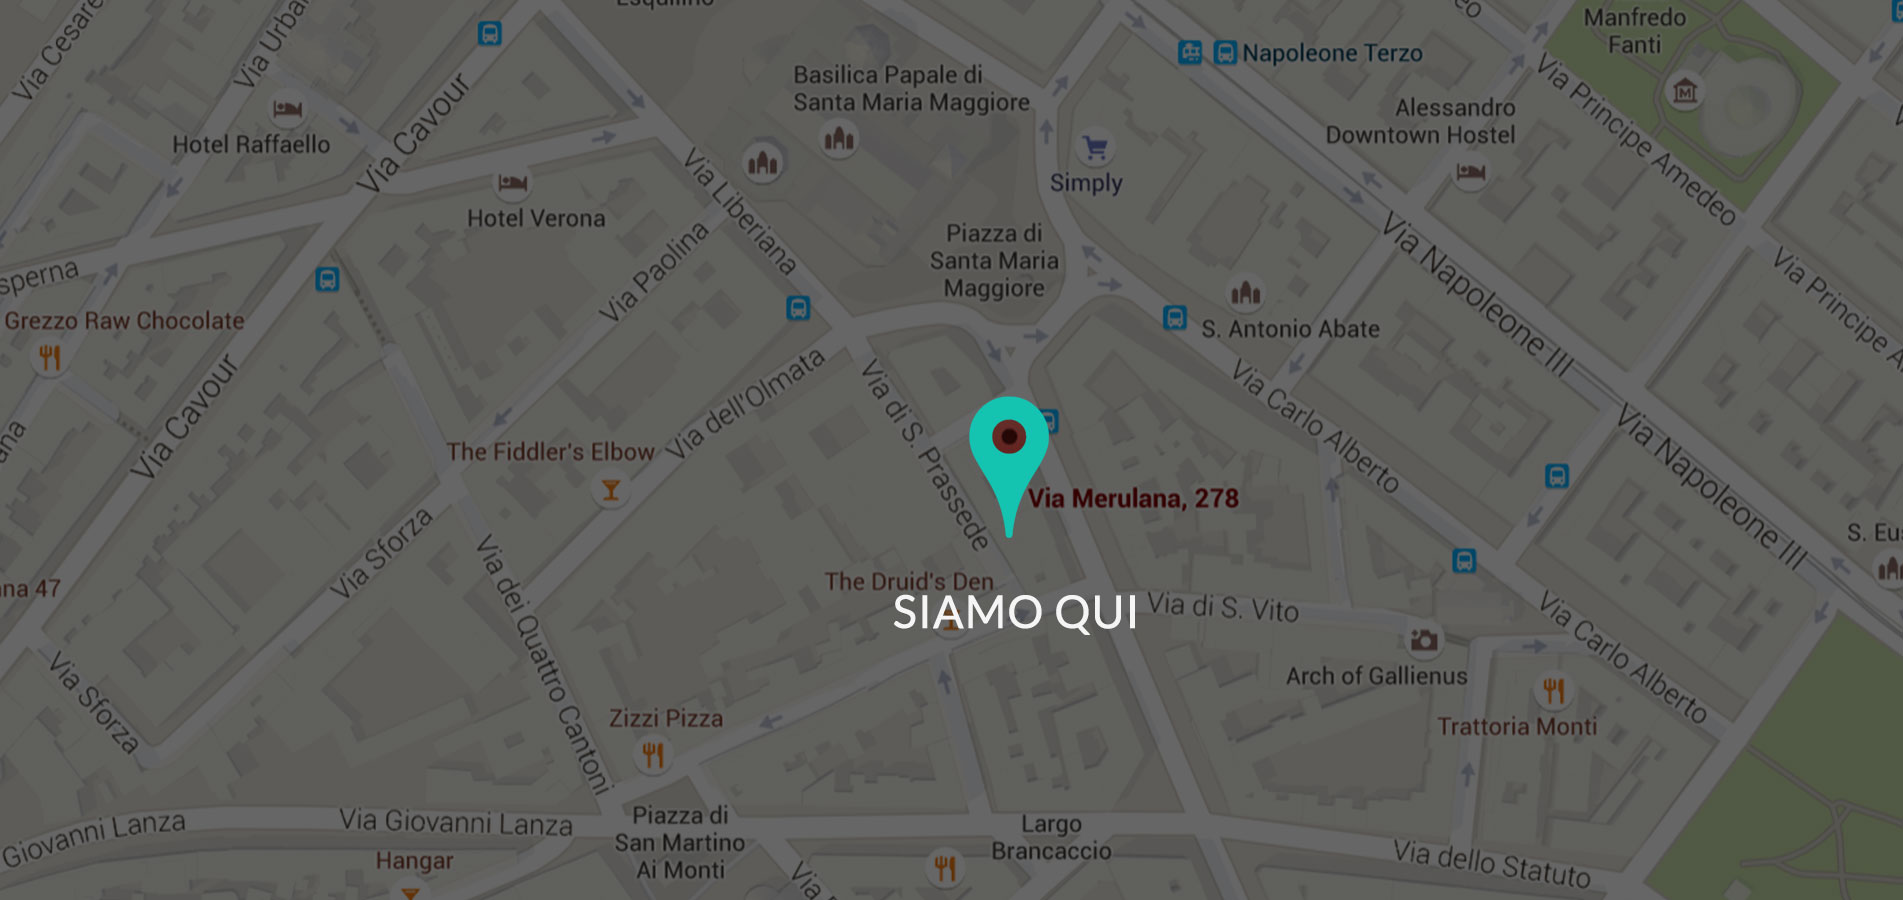 Esquilino
Manfredo
Fanti
Via Cesare
Via Urbana
Napoleone Terzo
Basilica Papale di
Santa Maria Maggiore
Alessandro
Downtown Hostel
Via Principe Amedeo
Hotel Raffaello
Via Cavour
Simply
Via Liberiana
Hotel Verona
Piazza di
Santa Maria
Maggiore
Via Paolina
Via Napoleone III
Via Principe A
sperna
Grezzo Raw Chocolate
S. Antonio Abate
Via Cavour
Via dell'Olmata
Via di S. Prassede
Via Carlo Alberto
Via Napoleone III
The Fiddler's Elbow
Via Merulana, 278
Via Sforza
S. Eu
ana
na 47
The Druid's Den
SIAMO QUI
Via di S. Vito
Via dei Quattro Cantoni
Via Carlo Alberto
Via Sforza
Arch of Gallienus
Zizzi Pizza
Trattoria Monti
Giovanni Lanza
Via Giovanni Lanza
Piazza di
San Martino
Ai Monti
Largo
Brancaccio
Hangar
Via dello Statuto
Via